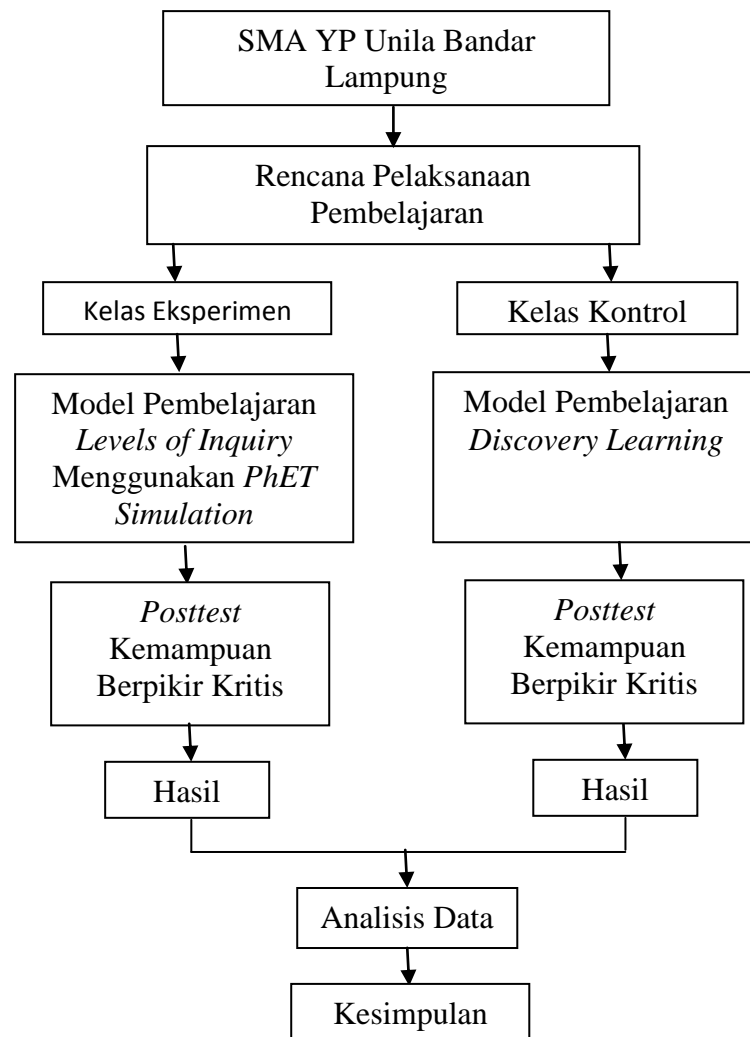 SMA YP Unila Bandar
Lampung
Rencana Pelaksanaan
Pembelajaran
Kelas Eksperimen
Kelas Kontrol
Model Pembelajaran
Levels of Inquiry
Menggunakan PhET
Simulation
Model Pembelajaran
Discovery Learning
Posttest
Kemampuan
Berpikir Kritis
Posttest
Kemampuan
Berpikir Kritis
Hasil
Hasil
Analisis Data
Kesimpulan